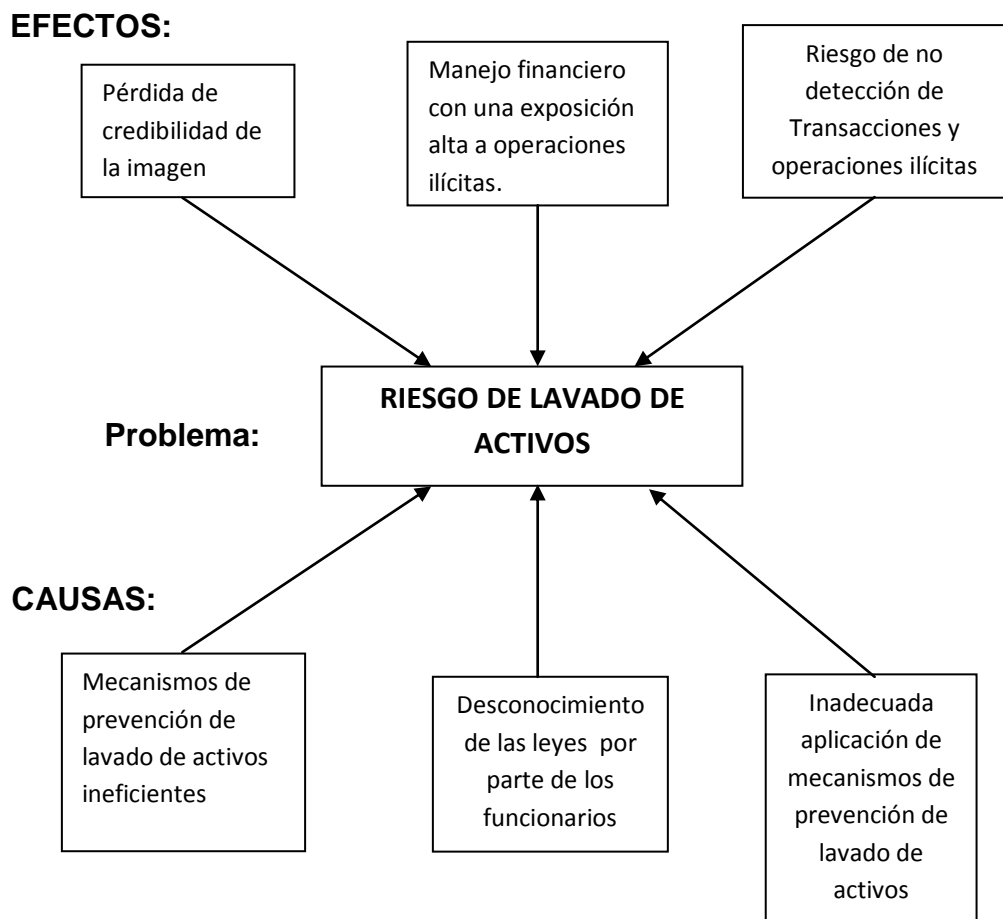 EFECTOS:
Pérdida de
credibilidad de
la imagen
Manejo financiero
con una exposición
alta a operaciones
ilícitas.
Riesgo de no
detección de
Transacciones y
operaciones ilícitas
Problema:
RIESGO DE LAVADO DE
ACTIVOS
CAUSAS:
Mecanismos de
prevención de
lavado de activos
ineficientes
Desconocimiento
de las leyes por
parte de los
funcionarios
Inadecuada
aplicación de
mecanismos de
prevención de
lavado de
activos